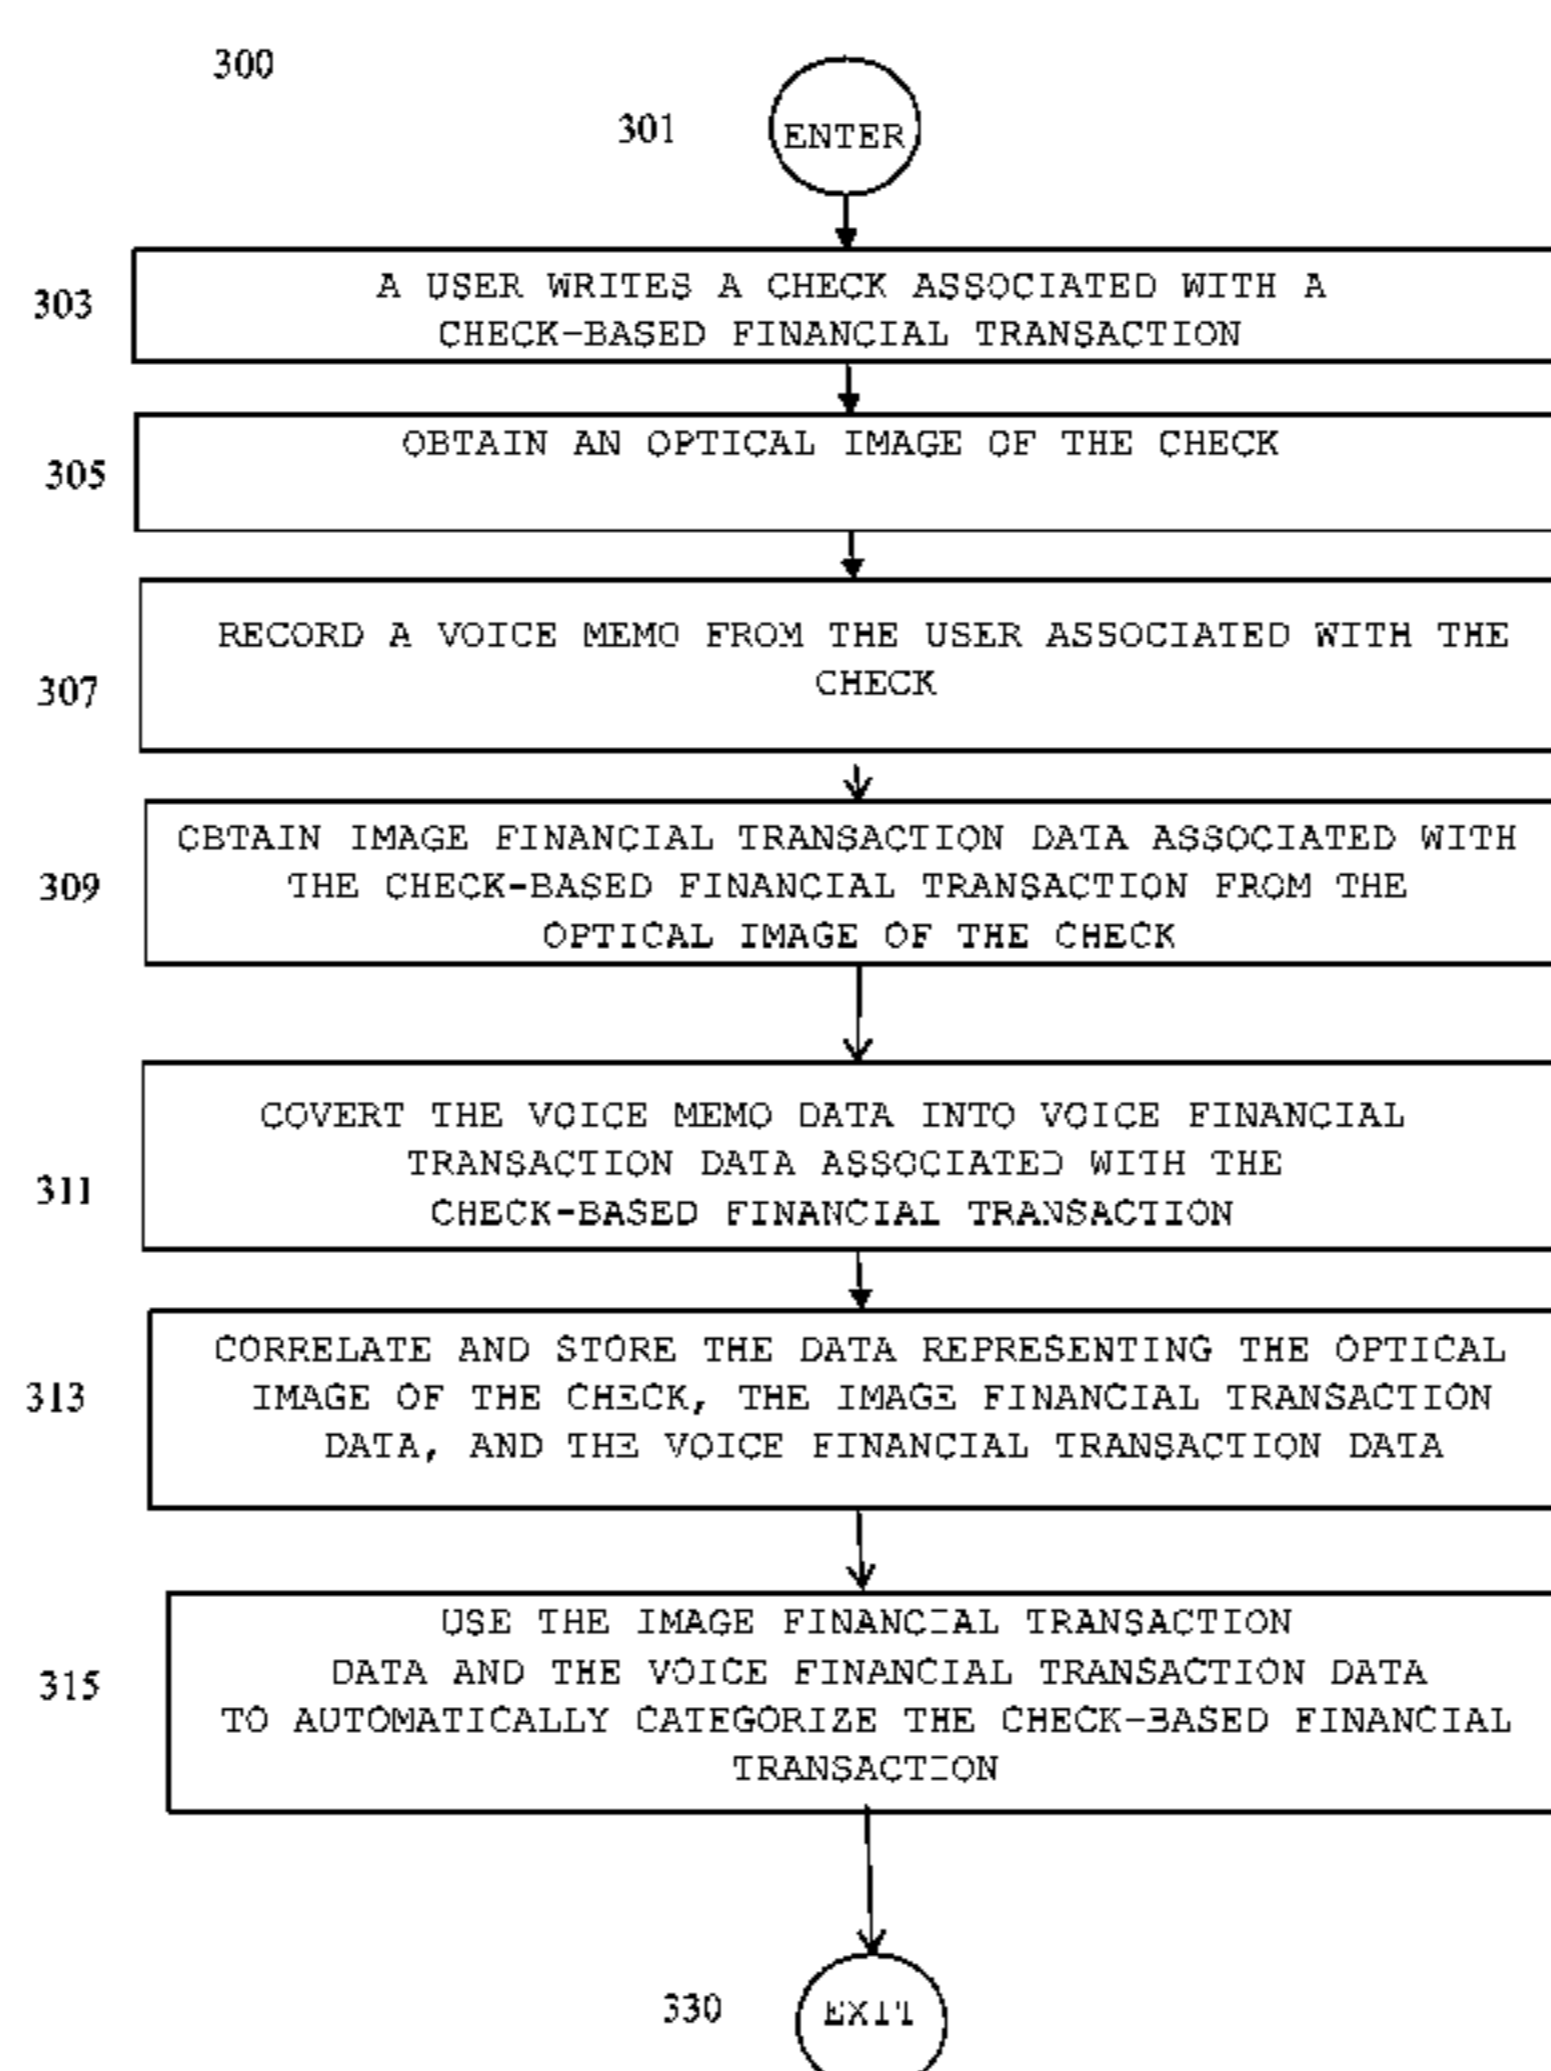 300
301
ENTER
303
A USER WRITES A CHECK ASSOCIATED WITH A
CHECK-BASED FINANCIAL TRANSACTION
305
OBTAIN AN OPTICAL IMAGE OF THE CHECK
307
RECORD A VOICE MEMO FROM THE USER ASSOCIATED WITH THE
CHECK
309
OBTAIN IMAGE FINANCIAL TRANSACTION DATA ASSOCIATED WITH
THE CHECK-BASED FINANCIAL TRANSACTION FROM THE
OPTICAL IMAGE OF THE CHECK
311
COVERT THE VOICE MEMO DATA INTO VOICE FINANCIAL
TRANSACTION DATA ASSOCIATED WITH THE
CHECK-BASED FINANCIAL TRANSACTION
313
CORRELATE AND STORE THE DATA REPRESENTING THE OPTICAL
IMAGE OF THE CHECK, THE IMAGE FINANCIAL TRANSACTION
DATA, AND THE VOICE FINANCIAL TRANSACTION DATA
315
USE THE IMAGE FINANCIAL TRANSACTION
DATA AND THE VOICE FINANCIAL TRANSACTION DATA
TO AUTOMATICALLY CATEGORIZE THE CHECK-BASED FINANCIAL
TRANSACTION
330
EXIT